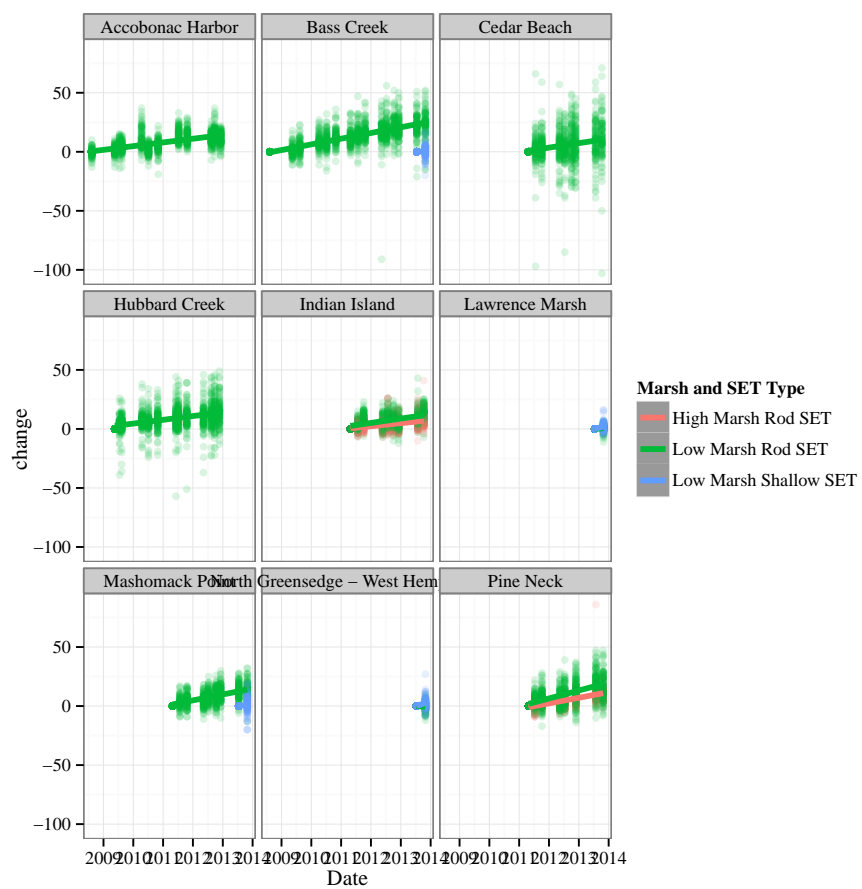 Accobonac Harbor Bass Creek Cedar Beach
50
0
−50
−100
Hubbard Creek Indian Island Lawrence Marsh
50
0
−50
−100
Mashomack Point North Greensedge − West Hem Pine Neck
50
0
−50
−100
2009 2010 2011 2012 2013 2014 2009 2010 2011 2012 2013 2014 2009 2010 2011 2012 2013 2014
Date
change
Marsh and SET Type
High Marsh Rod SET
Low Marsh Rod SET
Low Marsh Shallow SET